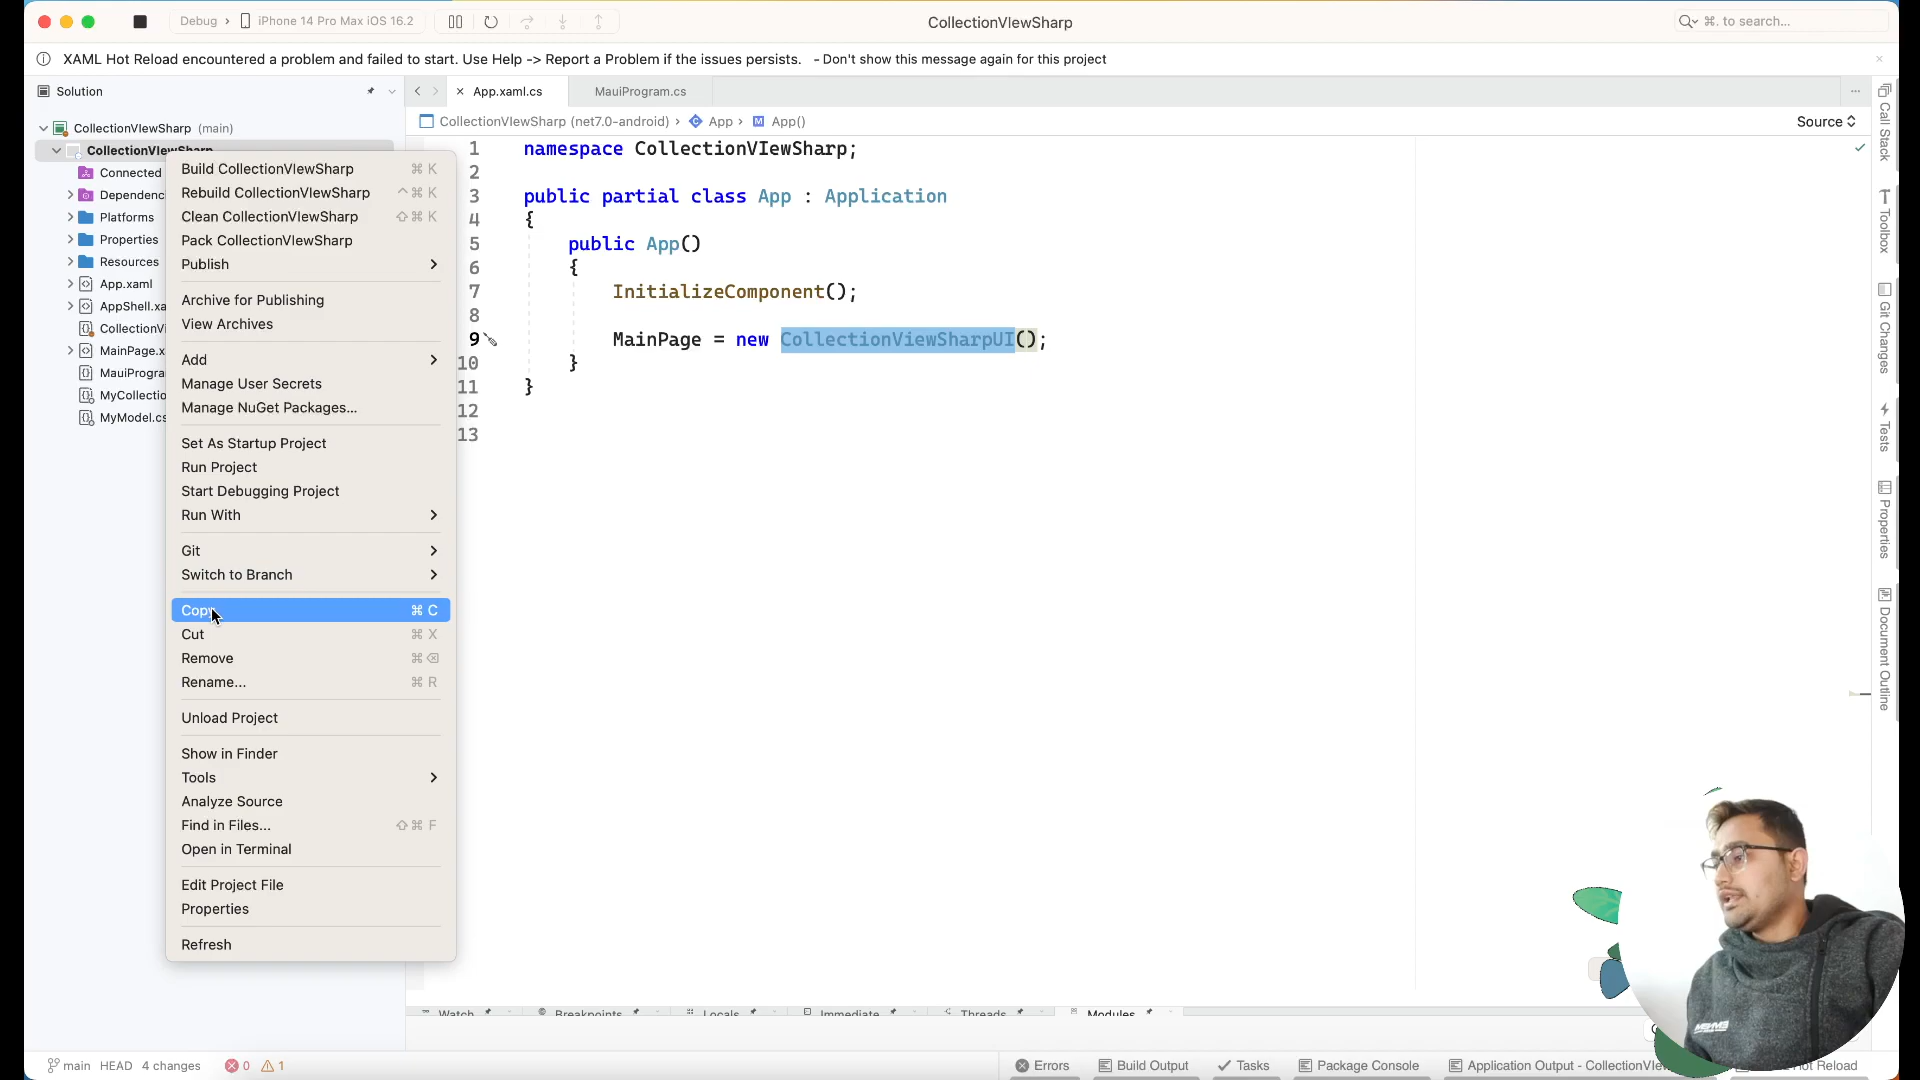 Debug › iPhone 14 Pro Max iOS 16.2
CollectionVIewSharp
⌘. to search...
XAML Hot Reload encountered a problem and failed to start. Use Help -> Report a Problem if the issues persists. - Don't show this message again for this project
Solution
App.xaml.cs
MauiProgram.cs
CollectionVIewSharp (net7.0-android) › App › App()
Source
CollectionVIewSharp (main)
CollectionVIewSharp
Connected
Dependenc
Platforms
Properties
Resources
App.xaml
AppShell.xa
CollectionVi
MainPage.x
MauiProgra
MyCollectio
MyModel.cs
Build CollectionVIewSharp ⌘ K
Rebuild CollectionVIewSharp ^⌘ K
Clean CollectionVIewSharp ⇧⌘ K
Pack CollectionVIewSharp
Publish
Archive for Publishing
View Archives
Add
Manage User Secrets
Manage NuGet Packages...
Set As Startup Project
Run Project
Start Debugging Project
Run With
Git
Switch to Branch
Copy ⌘ C
Cut ⌘ X
Remove ⌘⌫
Rename... ⌘ R
Unload Project
Show in Finder
Tools
Analyze Source
Find in Files... ⇧⌘ F
Open in Terminal
Edit Project File
Properties
Refresh
1 namespace CollectionVIewSharp;
2
3 public partial class App : Application
4 {
5 public App()
6 {
7 InitializeComponent();
8
9 MainPage = new CollectionViewSharpUI();
10 }
11 }
12
13
Call Stack
Toolbox
Git Changes
Tests
Properties
Document Outline
Watch
Breakpoints
Locals
Immediate
Threads
Modules
main HEAD 4 changes 0 1
Errors
Build Output
Tasks
Package Console
Application Output - CollectionVIe
Hot Reload